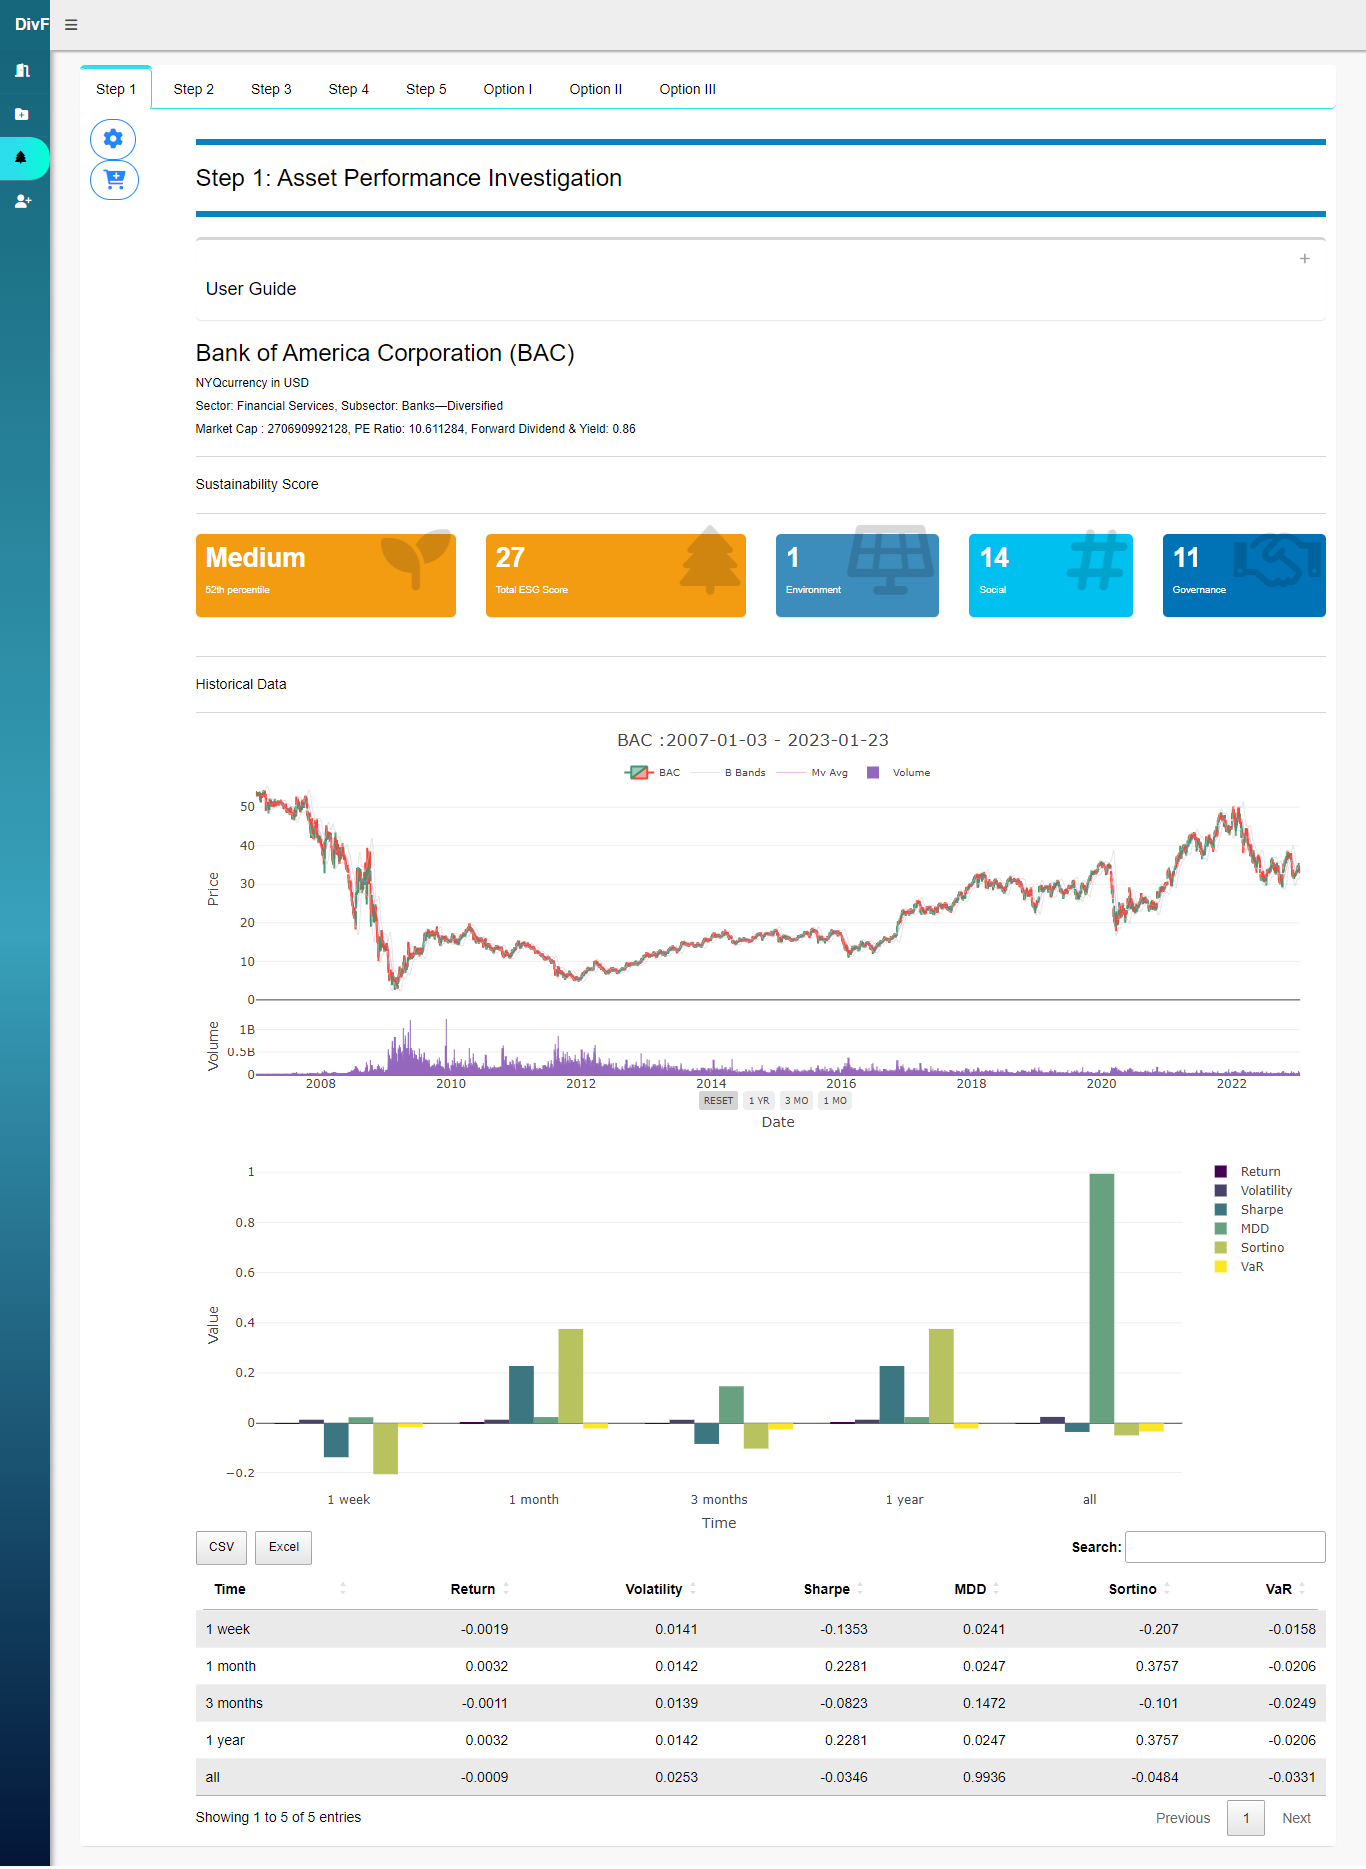 DivF
Step 1 Step 2 Step 3 Step 4 Step 5 Option I Option II Option III
Step 1: Asset Performance Investigation
User Guide
Bank of America Corporation (BAC)
NYQcurrency in USD
Sector: Financial Services, Subsector: Banks—Diversified
Market Cap : 270690992128, PE Ratio: 10.611284, Forward Dividend & Yield: 0.86
Sustainability Score
Medium 27 1 14 11
52th percentile Total ESG Score Environment Social Governance
Historical Data
BAC :2007-01-03 - 2023-01-23
BAC B Bands Mv Avg Volume
50
40
30
20
10
0
Price
1B
0.5B
0
Volume
2008 2010 2012 2014 2016 2018 2020 2022
RESET 1 YR 3 MO 1 MO
Date
1
0.8
0.6
0.4
0.2
0
−0.2
Value
Return
Volatility
Sharpe
MDD
Sortino
VaR
1 week 1 month 3 months 1 year all
Time
CSV Excel Search:
Time Return Volatility Sharpe MDD Sortino VaR
1 week -0.0019 0.0141 -0.1353 0.0241 -0.207 -0.0158
1 month 0.0032 0.0142 0.2281 0.0247 0.3757 -0.0206
3 months -0.0011 0.0139 -0.0823 0.1472 -0.101 -0.0249
1 year 0.0032 0.0142 0.2281 0.0247 0.3757 -0.0206
all -0.0009 0.0253 -0.0346 0.9936 -0.0484 -0.0331
Showing 1 to 5 of 5 entries Previous 1 Next